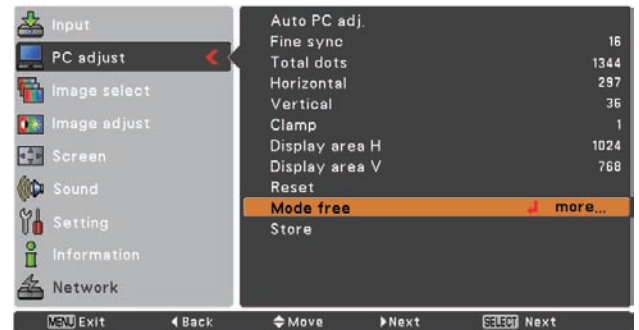 Input
PC adjust
Image select
Image adjust
Screen
Sound
Setting
Information
Network
Auto PC adj.
Fine sync 16
Total dots 1344
Horizontal 297
Vertical 36
Clamp 1
Display area H 1024
Display area V 768
Reset
Mode free more...
Store
MENU Exit Back Move Next SELECT Next